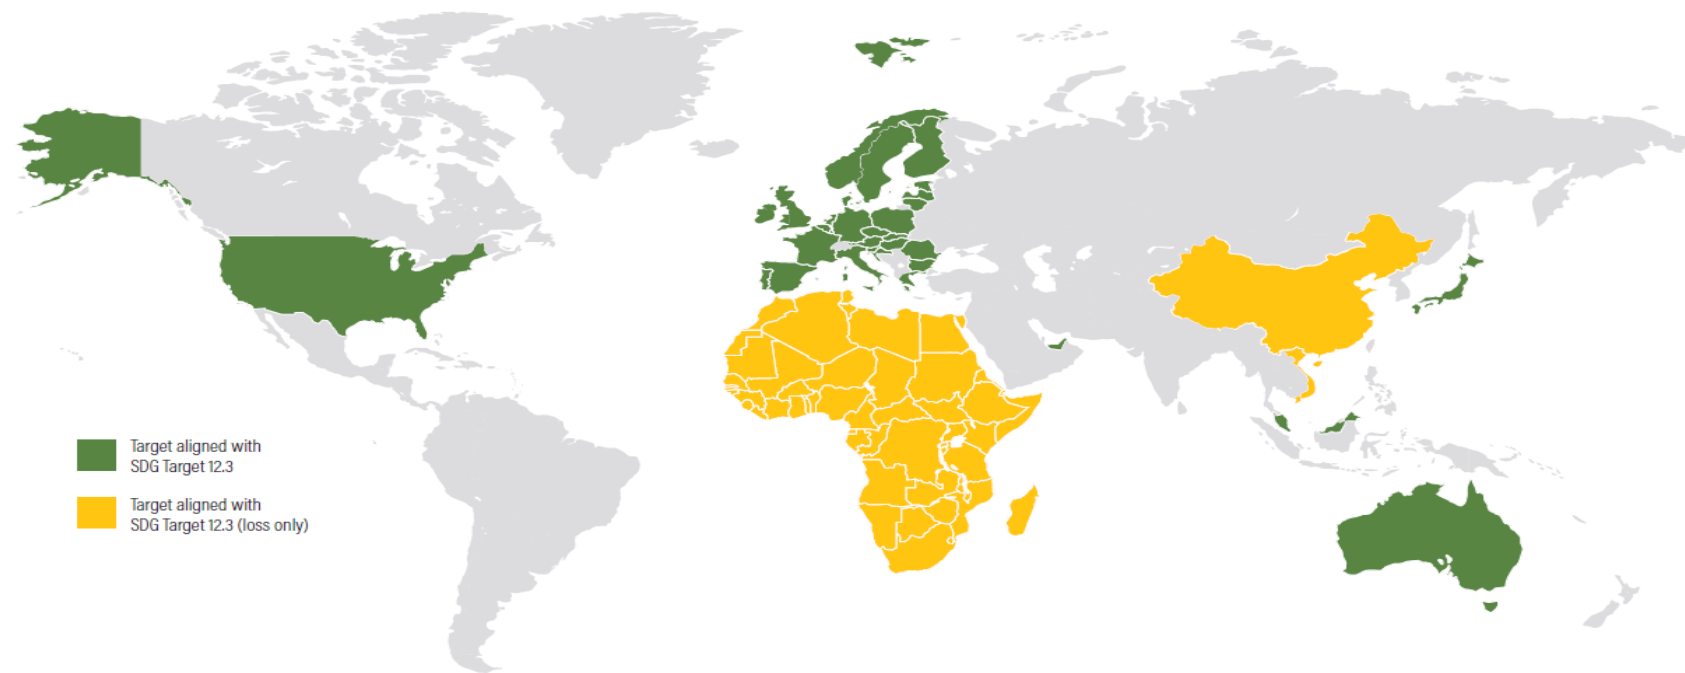 Target aligned with
SDG Target 12.3
Target aligned with
SDG Target 12.3 (loss only)